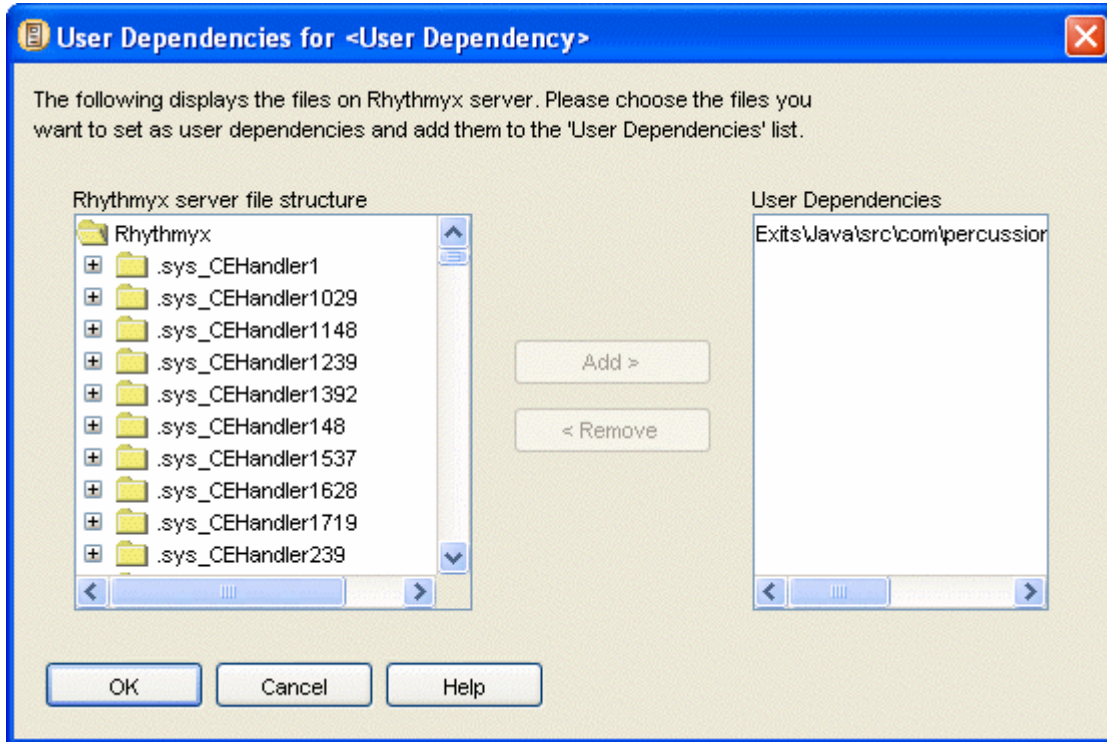 User Dependencies for <User Dependency>
The following displays the files on Rhythmyx server. Please choose the files you
want to set as user dependencies and add them to the 'User Dependencies' list.
Rhythmyx server file structure
Rhythmyx
.sys_CEHandler1
.sys_CEHandler1029
.sys_CEHandler1148
.sys_CEHandler1239
.sys_CEHandler1392
.sys_CEHandler148
.sys_CEHandler1537
.sys_CEHandler1628
.sys_CEHandler1719
.sys_CEHandler239
Add >
< Remove
User Dependencies
Exits\Java\src\com\percussion
OK
Cancel
Help